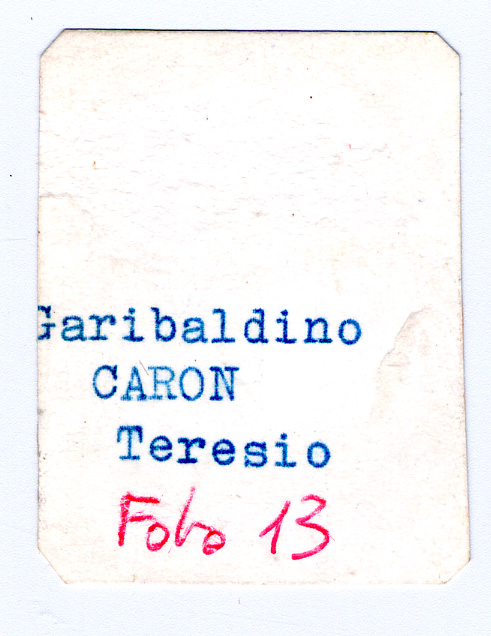 Garibaldino
CARON
Teresio
Foto 13